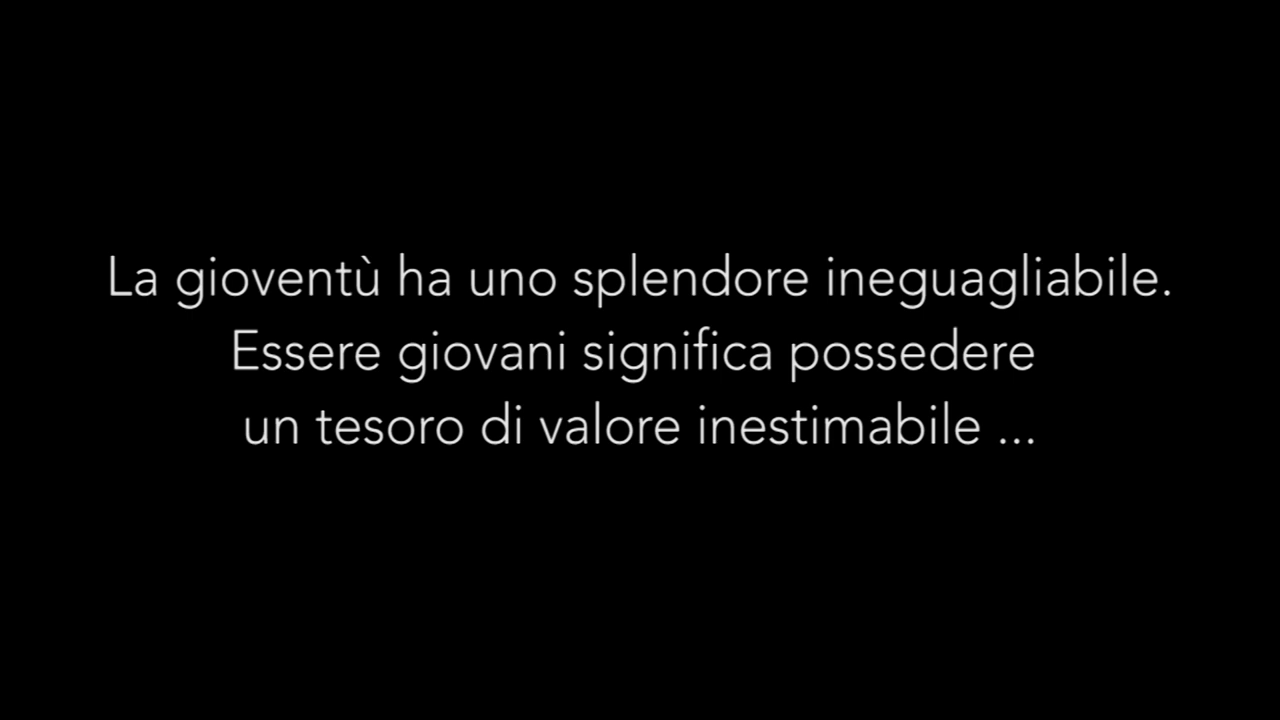 La gioventù ha uno splendore ineguagliabile.
Essere giovani significa possedere
un tesoro di valore inestimabile ...